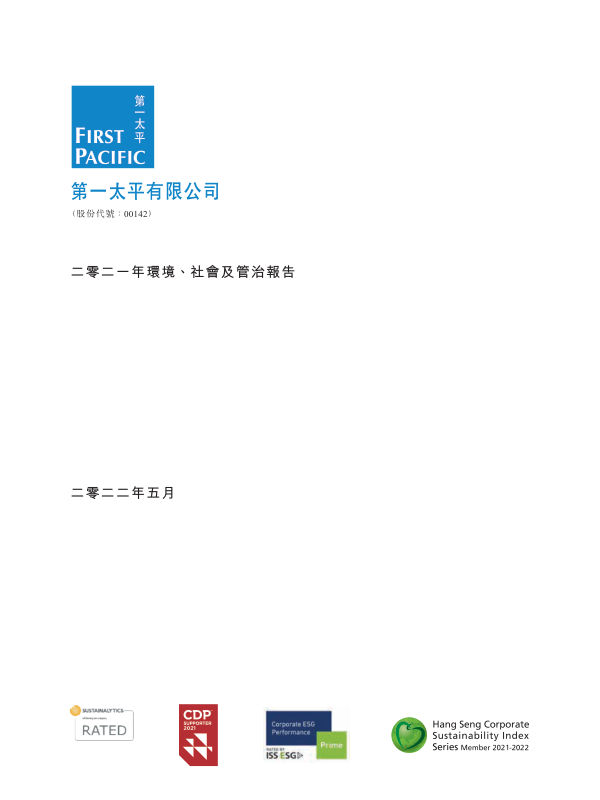 第一太平
FIRST
PACIFIC
第一太平有限公司
(股份代號：00142)
二零二一年環境、社會及管治報告
二零二二年五月
SUSTAINALYTICS
RATED
CDP
SUPPORTER
2021
Corporate ESG
Performance
Prime
RATED BY
ISS ESG
Hang Seng Corporate
Sustainability Index
Series Member 2021-2022